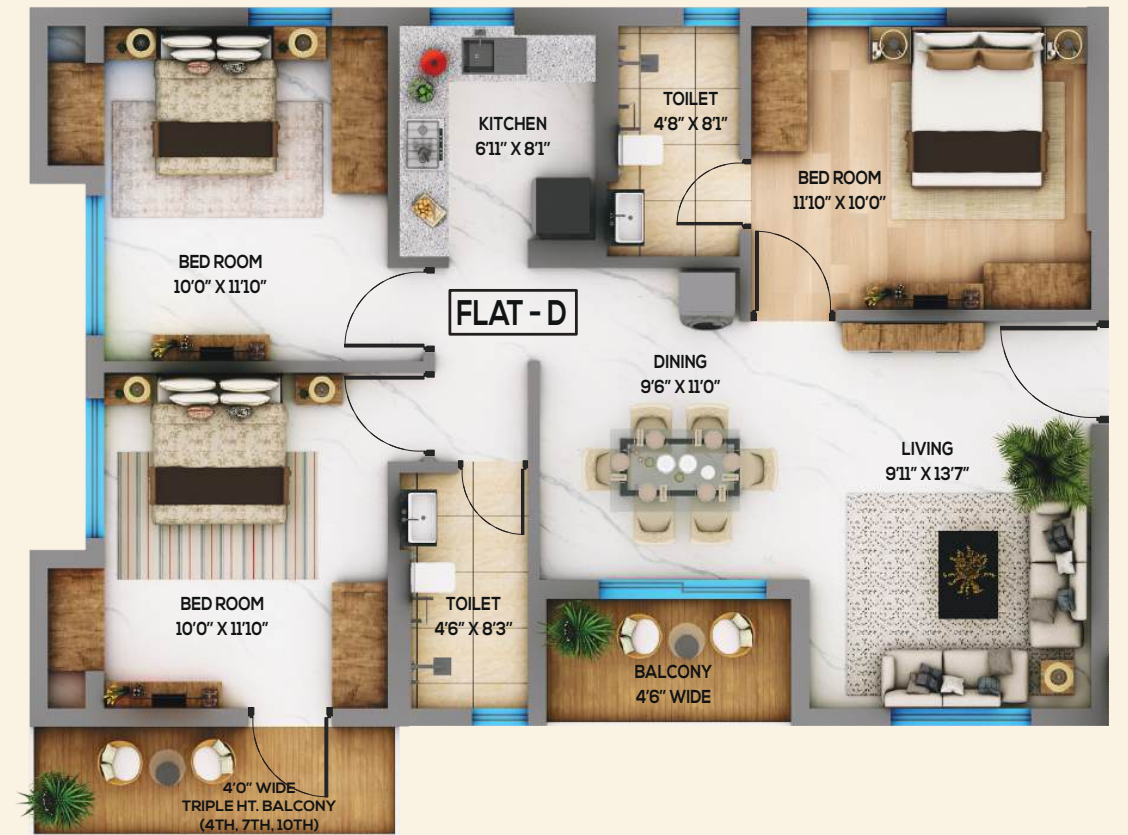 TOILET
4'8" X 8'1"
KITCHEN
6'11" X 8'1"
BED ROOM
11'10" X 10'0"
BED ROOM
10'0" X 11'10"
FLAT - D
DINING
9'6" X 11'0"
LIVING
9'11" X 13'7"
BED ROOM
10'0" X 11'10"
TOILET
4'6" X 8'3"
BALCONY
4'6" WIDE
4'0" WIDE
TRIPLE HT. BALCONY
(4TH, 7TH, 10TH)